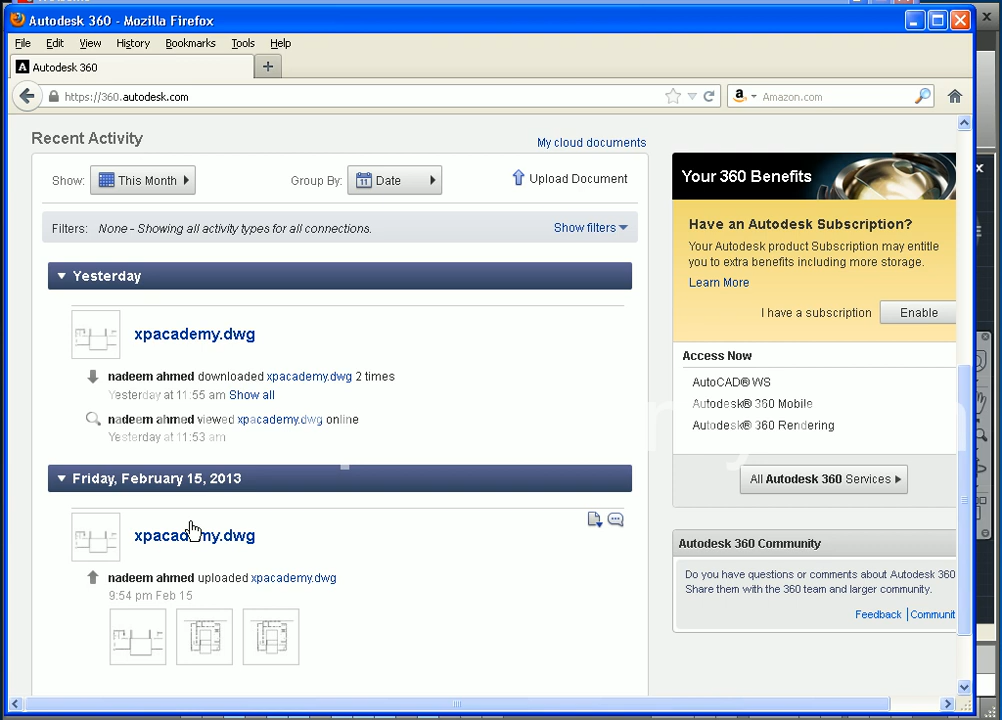 Autodesk 360 - Mozilla Firefox
File Edit View History Bookmarks Tools Help
Autodesk 360
https://360.autodesk.com
Amazon.com
Recent Activity
My cloud documents
Show: This Month Group By: 11 Date Upload Document
Filters: None - Showing all activity types for all connections. Show filters
Yesterday
xpacademy.dwg
nadeem ahmed downloaded xpacademy.dwg 2 times
Yesterday at 11:55 am Show all
nadeem ahmed viewed xpacademy.dwg online
Yesterday at 11:53 am
Friday, February 15, 2013
xpacademy.dwg
nadeem ahmed uploaded xpacademy.dwg
9:54 pm Feb 15
Your 360 Benefits
Have an Autodesk Subscription?
Your Autodesk product Subscription may entitle
you to extra benefits including more storage.
Learn More
I have a subscription Enable
Access Now
AutoCAD® WS
Autodesk® 360 Mobile
Autodesk® 360 Rendering
All Autodesk 360 Services
Autodesk 360 Community
Do you have questions or comments about Autodesk 360
Share them with the 360 team and larger community.
Feedback | Communit